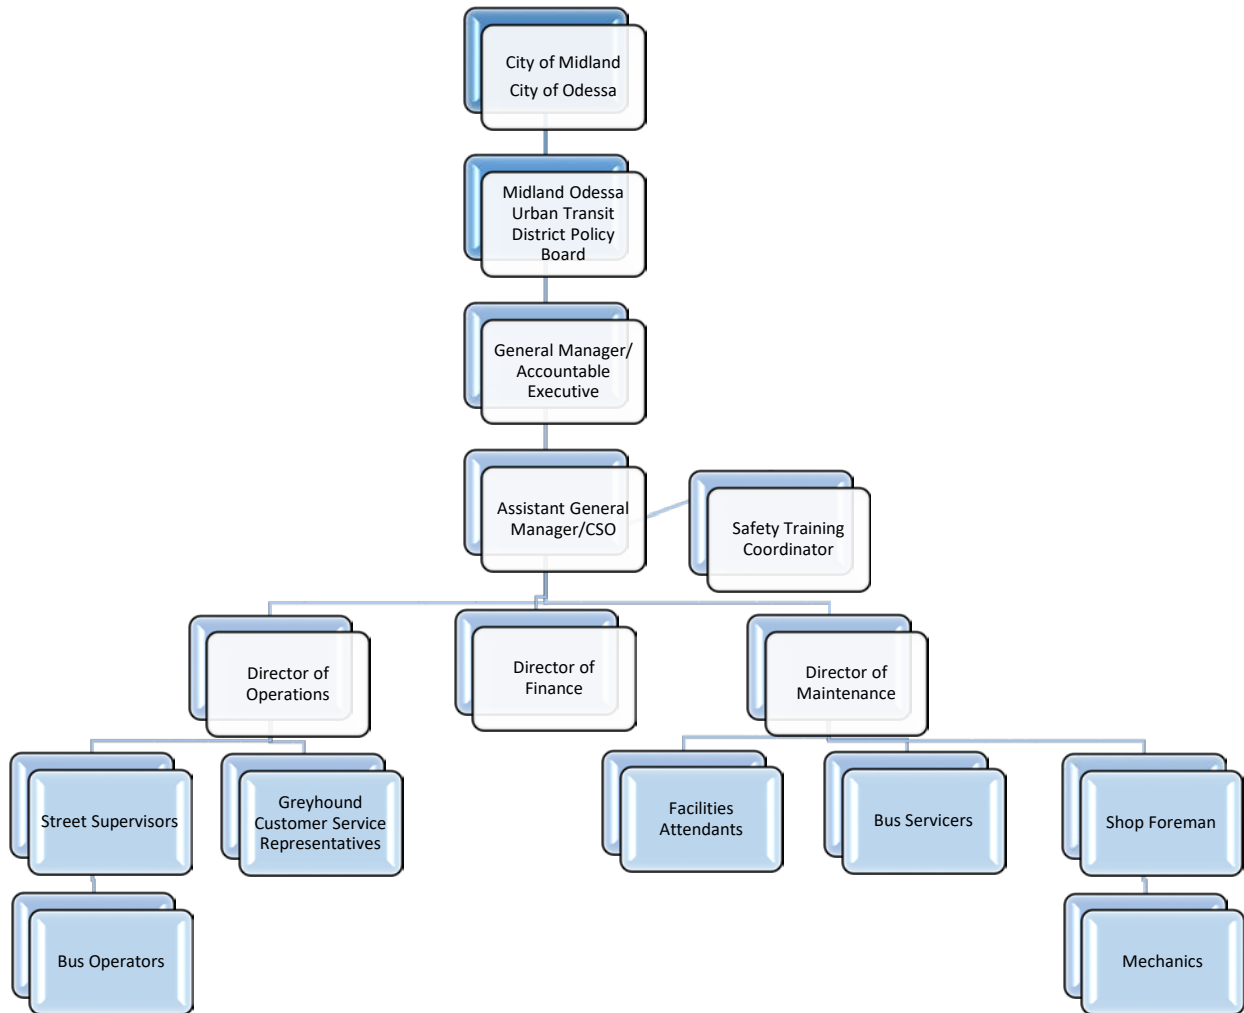 City of Midland
City of Odessa
Midland Odessa
Urban Transit
District Policy
Board
General Manager/
Accountable
Executive
Assistant General
Manager/CSO
Safety Training
Coordinator
Director of
Operations
Director of
Finance
Director of
Maintenance
Street Supervisors
Greyhound
Customer Service
Representatives
Facilities
Attendants
Bus Servicers
Shop Foreman
Bus Operators
Mechanics